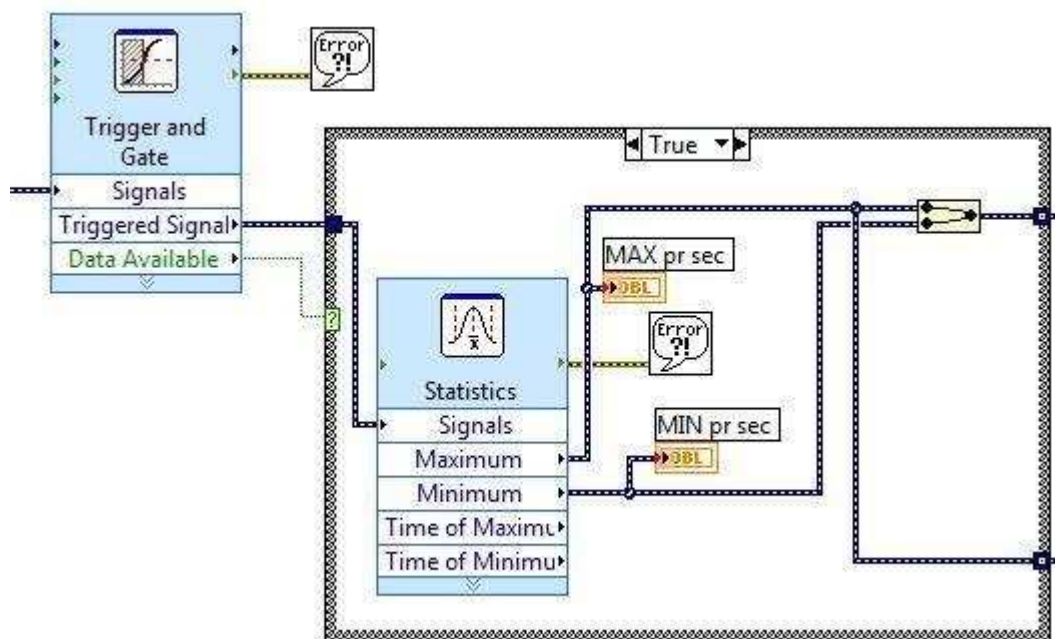 Error
?!
Trigger and
Gate
Signals
Triggered Signal
Data Available
True
?
MAX pr sec
DBL
Error
?!
x
Statistics
Signals
Maximum
MIN pr sec
DBL
Minimum
Time of Maximu
Time of Minimu